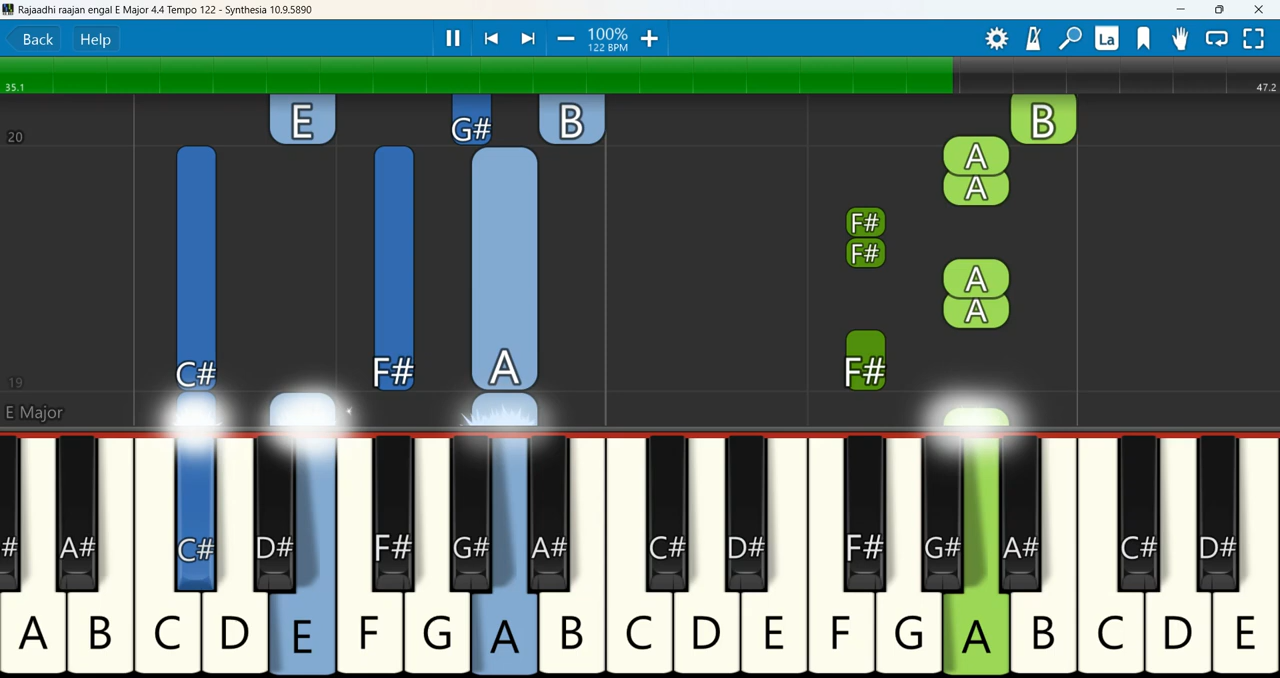 Rajaadhi raajan engal E Major 4.4 Tempo 122 - Synthesia 10.9.5890
Back Help 100% La
122 BPM
35.1 47.2
E G# B B
20
A
A
F#
F#
A
A
C# F# A F#
19
E Major
# A# C# D# F# G# A# C# D# F# G# A# C# D#
A B C D E F G A B C D E F G A B C D E